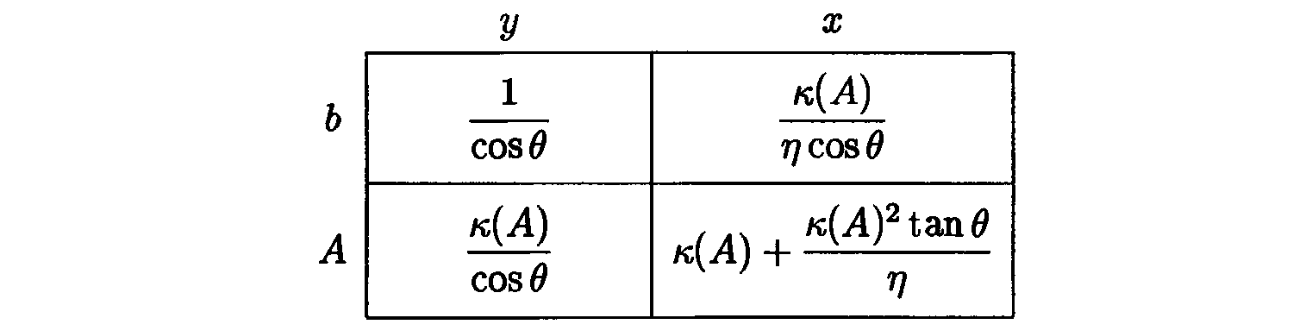 y x
b 1/cos θ κ(A)/(η cos θ)
A κ(A)/cos θ κ(A) + κ(A)² tan θ/η